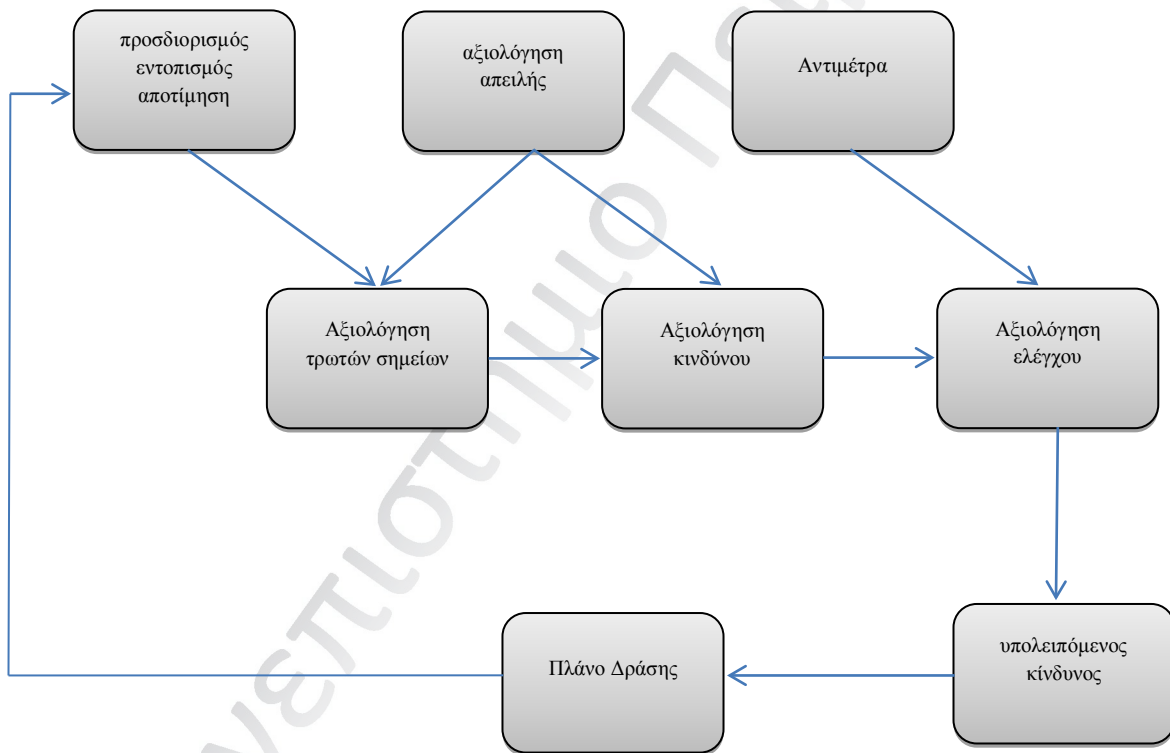 προσδιορισμός
εντοπισμός
αποτίμηση
αξιολόγηση
απειλής
Αντιμέτρα
Αξιολόγηση
τρωτών σημείων
Αξιολόγηση
κινδύνου
Αξιολόγηση
ελέγχου
Πλάνο Δράσης
υπολειπόμενος
κίνδυνος